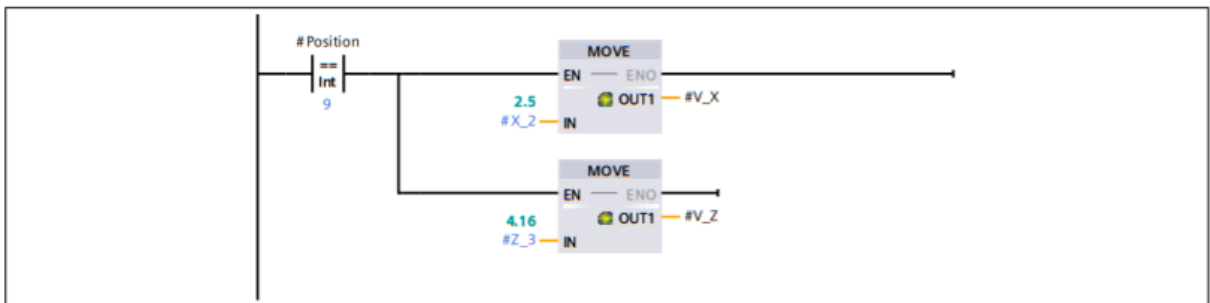 #Position
==
Int
9
MOVE
EN ENO
2.5 OUT1 #V_X
#X_2 IN
MOVE
EN ENO
4.16 OUT1 #V_Z
#Z_3 IN